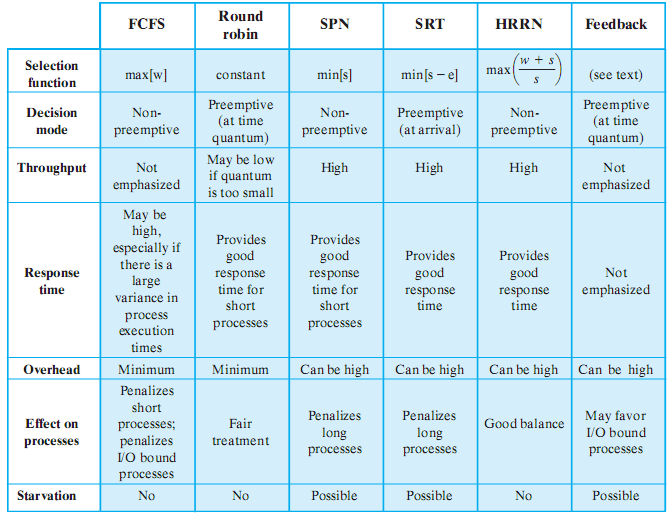 FCFS
Round
robin
SPN
SRT
HRRN
Feedback
Selection
function
max[w]
constant
min[s]
min[s − e]
max(
w + s
s
)
(see text)
Decision
mode
Non-
preemptive
Preemptive
(at time
quantum)
Non-
preemptive
Preemptive
(at arrival)
Non-
preemptive
Preemptive
(at time
quantum)
Throughput
Not
emphasized
May be low
if quantum
is too small
High
High
High
Not
emphasized
Response
time
May be
high,
especially if
there is a
large
variance in
process
execution
times
Provides
good
response
time for
short
processes
Provides
good
response
time for
short
processes
Provides
good
response
time
Provides
good
response
time
Not
emphasized
Overhead
Minimum
Minimum
Can be high
Can be high
Can be high
Can be high
Effect on
processes
Penalizes
short
processes;
penalizes
I/O bound
processes
Fair
treatment
Penalizes
long
processes
Penalizes
long
processes
Good balance
May favor
I/O bound
processes
Starvation
No
No
Possible
Possible
No
Possible